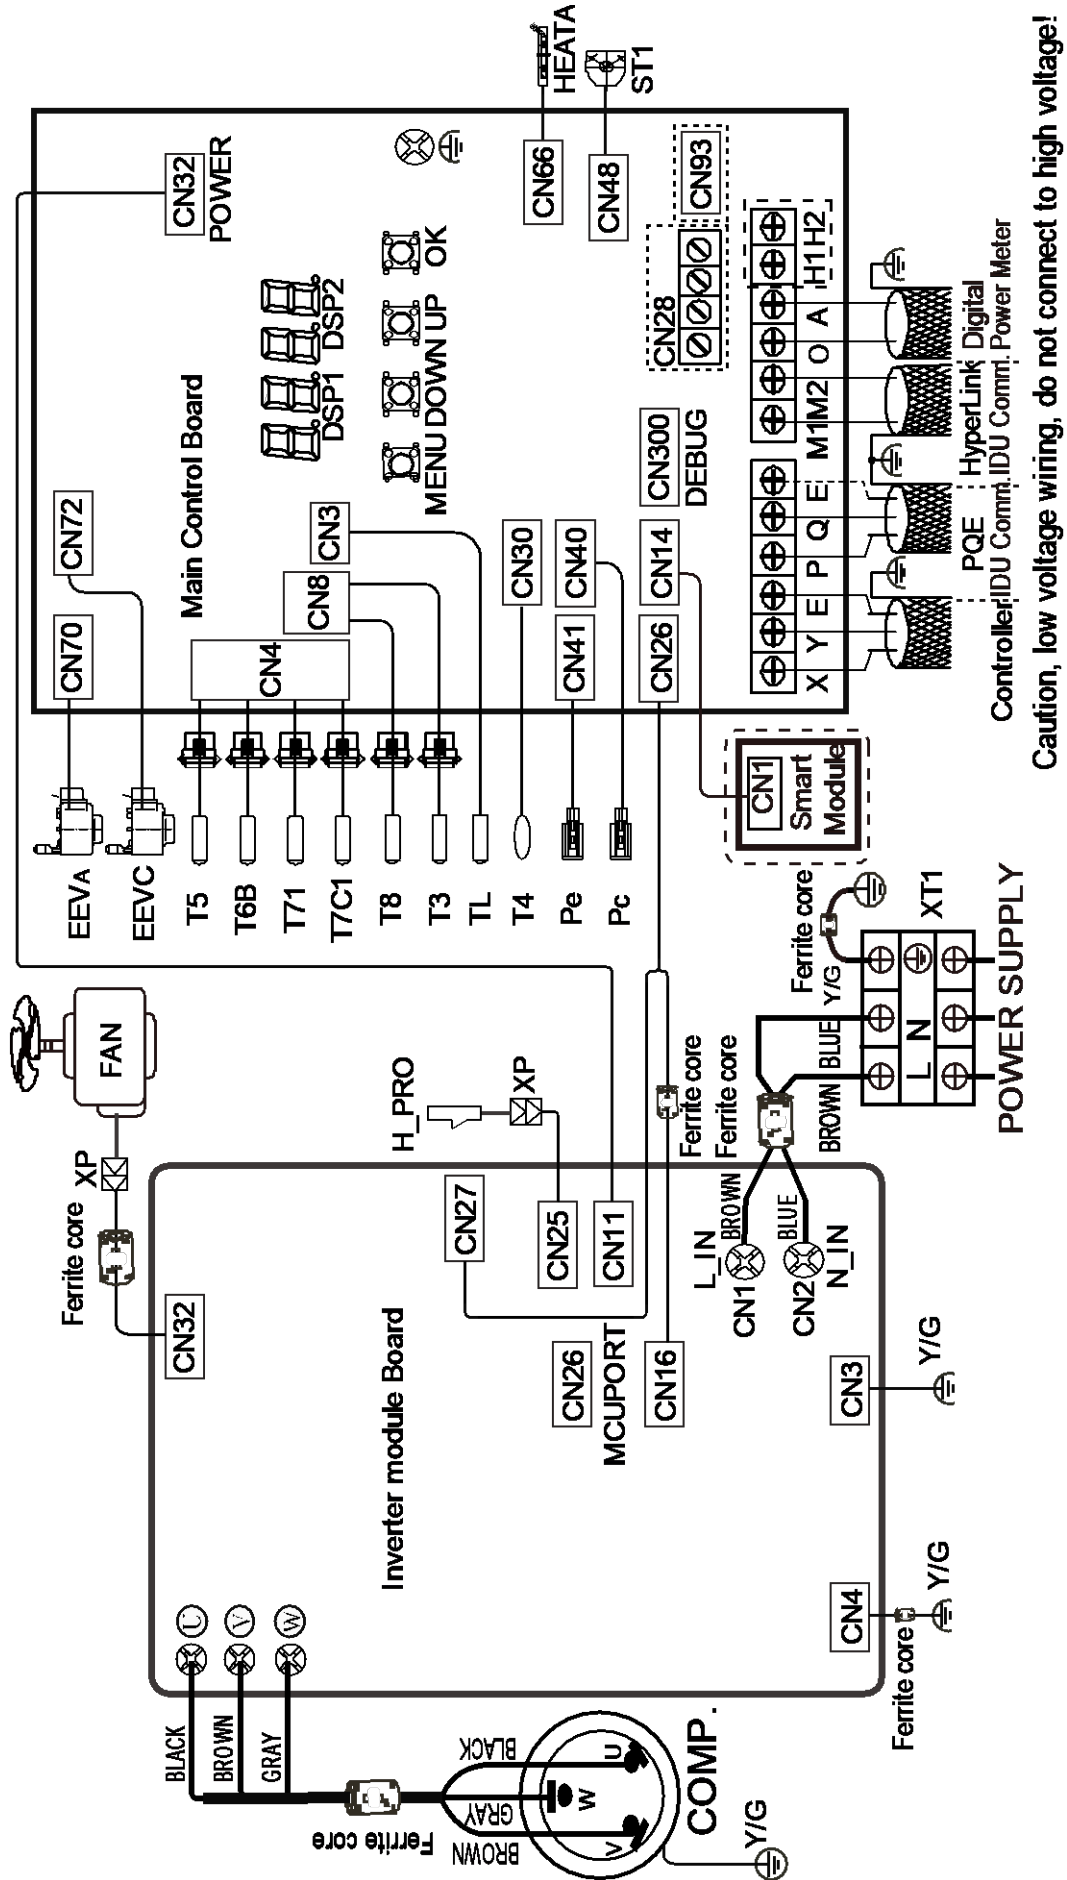 COMP.
Y/G
BROWN
GRAY
BLACK
V
W
U
Ferrite core
BLACK
BROWN
GRAY
U
V
W
Inverter module Board
CN4
Ferrite core
Y/G
CN3
Y/G
CN32
Ferrite core
XP
FAN
CN27
CN25
CN11
CN26
MCUPORT
CN16
H_PRO
XP
L_IN
CN1
CN2
N_IN
BROWN
BLUE
Ferrite core
Ferrite core
BROWN
BLUE
Y/G
Ferrite core
L
N
XT1
POWER SUPPLY
EEVA
EEVC
T5
T6B
T71
T7C1
T8
T3
TL
T4
Pe
Pc
CN1
Smart
Module
Main Control Board
CN70
CN72
CN4
CN8
CN3
CN30
CN41
CN40
CN26
CN14
CN300
DEBUG
DSP1
DSP2
MENU
DOWN
UP
OK
CN32
POWER
CN66
CN48
HEATA
ST1
CN28
CN93
X Y E P Q E M1M2 O A H1H2
Controller
PQE
IDU Comm.
HyperLink
IDU Comm.
Digital
Power Meter
Caution, low voltage wiring, do not connect to high voltage!